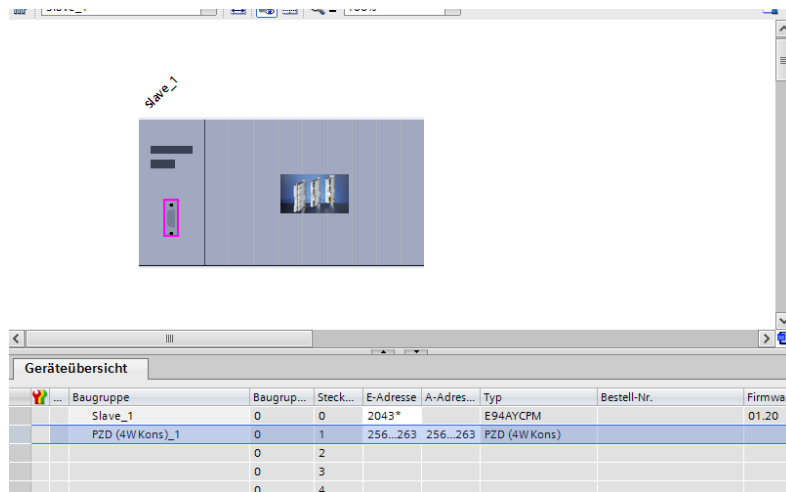 Slave_1
Geräteübersicht
... Baugruppe Baugrup... Steck... E-Adresse A-Adres... Typ Bestell-Nr. Firmwa
Slave_1 0 0 2043* E94AYCPM 01.20
PZD (4W Kons)_1 0 1 256...263 256...263 PZD (4W Kons)
0 2
0 3
0 4